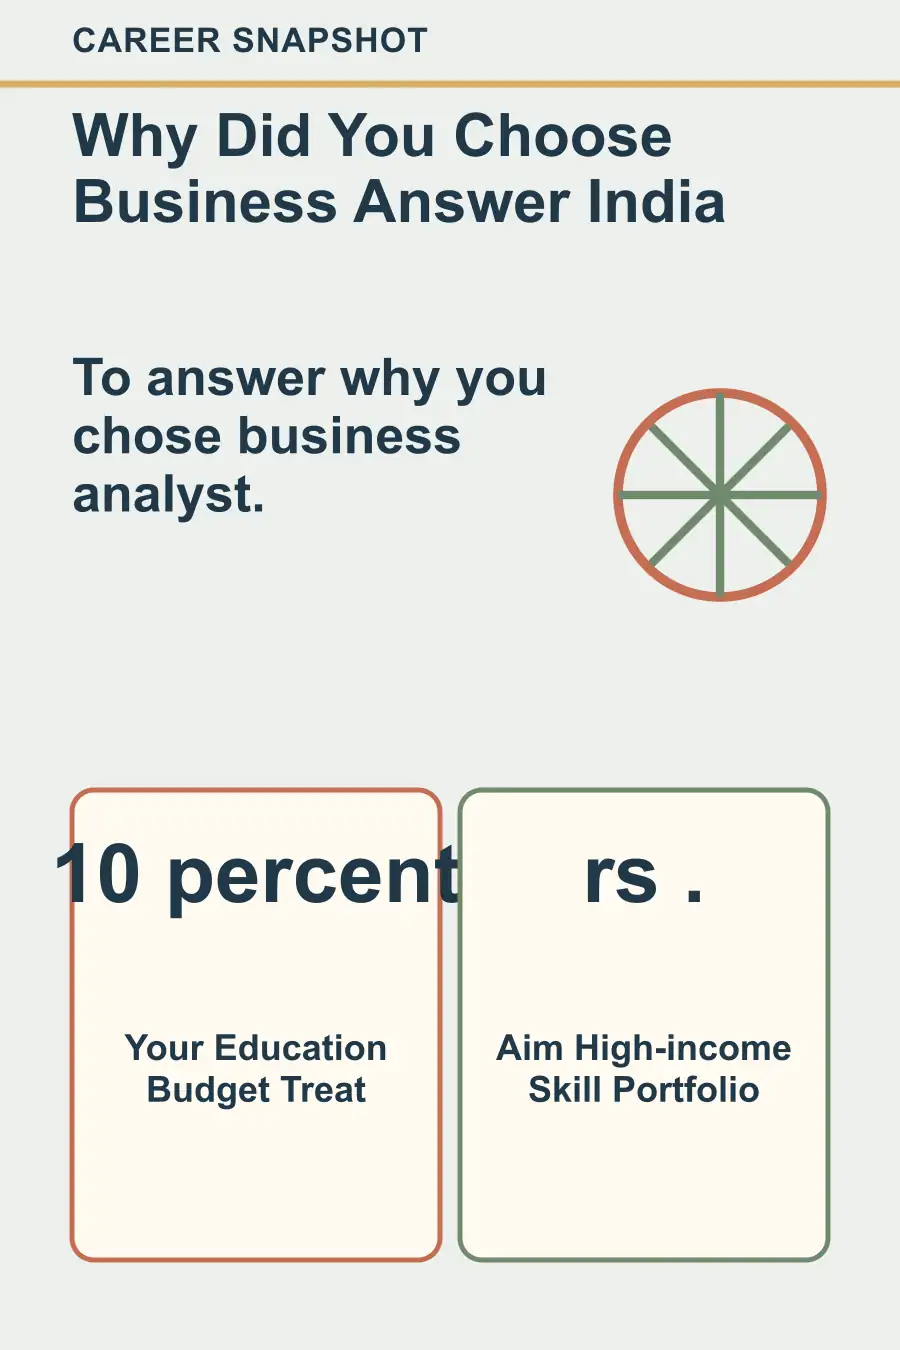 CAREER SNAPSHOT
Why Did You Choose
Business Answer India
To answer why you
chose business
analyst.
10 percent
Your Education
Budget Treat
rs .
Aim High-income
Skill Portfolio